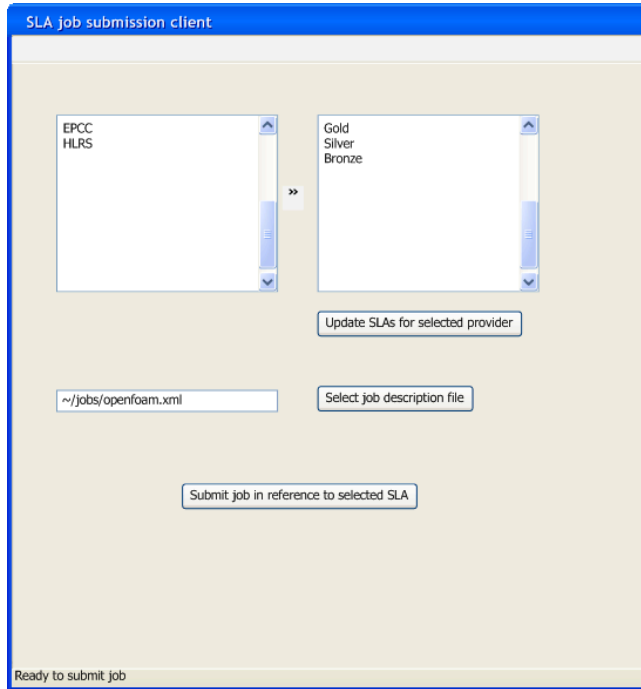 SLA job submission client
EPCC
HLRS
»
Gold
Silver
Bronze
Update SLAs for selected provider
~/jobs/openfoam.xml
Select job description file
Submit job in reference to selected SLA
Ready to submit job